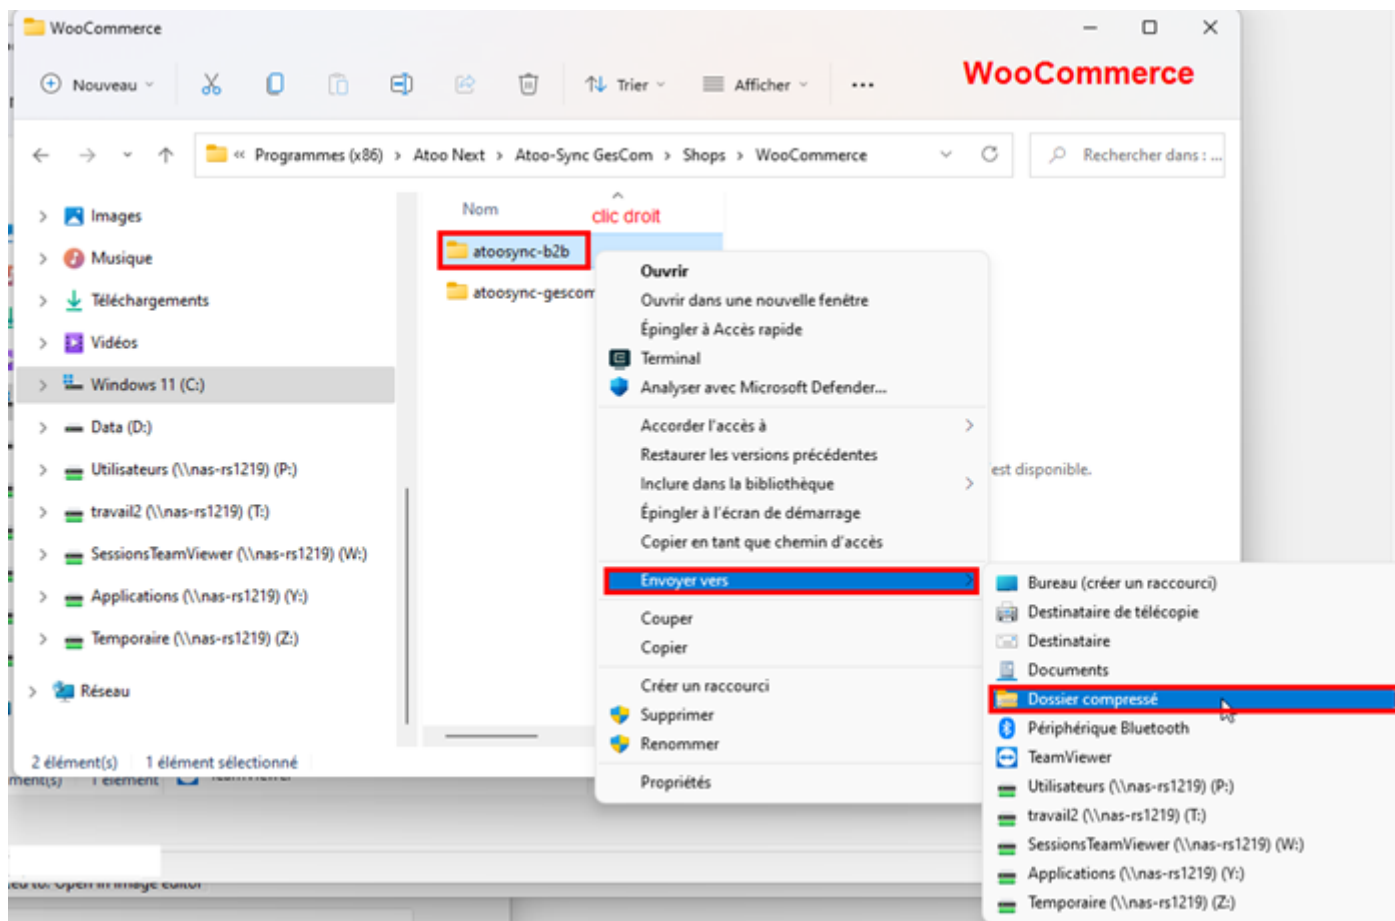 WooCommerce
Nouveau
Trier
Afficher
WooCommerce
« Programmes (x86) > Atoo Next > Atoo-Sync GesCom > Shops > WooCommerce
Rechercher dans : ...
Images
Musique
Téléchargements
Vidéos
Windows 11 (C:)
Data (D:)
Utilisateurs (\\nas-rs1219) (P:)
travail2 (\\nas-rs1219) (T:)
SessionsTeamViewer (\\nas-rs1219) (W:)
Applications (\\nas-rs1219) (Y:)
Temporaire (\\nas-rs1219) (Z:)
Réseau
2 élément(s)
1 élément sélectionné
Nom
clic droit
atoosync-b2b
atoosync-gescom
est disponible.
Ouvrir
Ouvrir dans une nouvelle fenêtre
Épingler à Accès rapide
Terminal
Analyser avec Microsoft Defender...
Accorder l'accès à
Restaurer les versions précédentes
Inclure dans la bibliothèque
Épingler à l'écran de démarrage
Copier en tant que chemin d'accès
Envoyer vers
Couper
Copier
Créer un raccourci
Supprimer
Renommer
Propriétés
Bureau (créer un raccourci)
Destinataire de télécopie
Destinataire
Documents
Dossier compressé
Périphérique Bluetooth
TeamViewer
Utilisateurs (\\nas-rs1219) (P:)
travail2 (\\nas-rs1219) (T:)
SessionsTeamViewer (\\nas-rs1219) (W:)
Applications (\\nas-rs1219) (Y:)
Temporaire (\\nas-rs1219) (Z:)